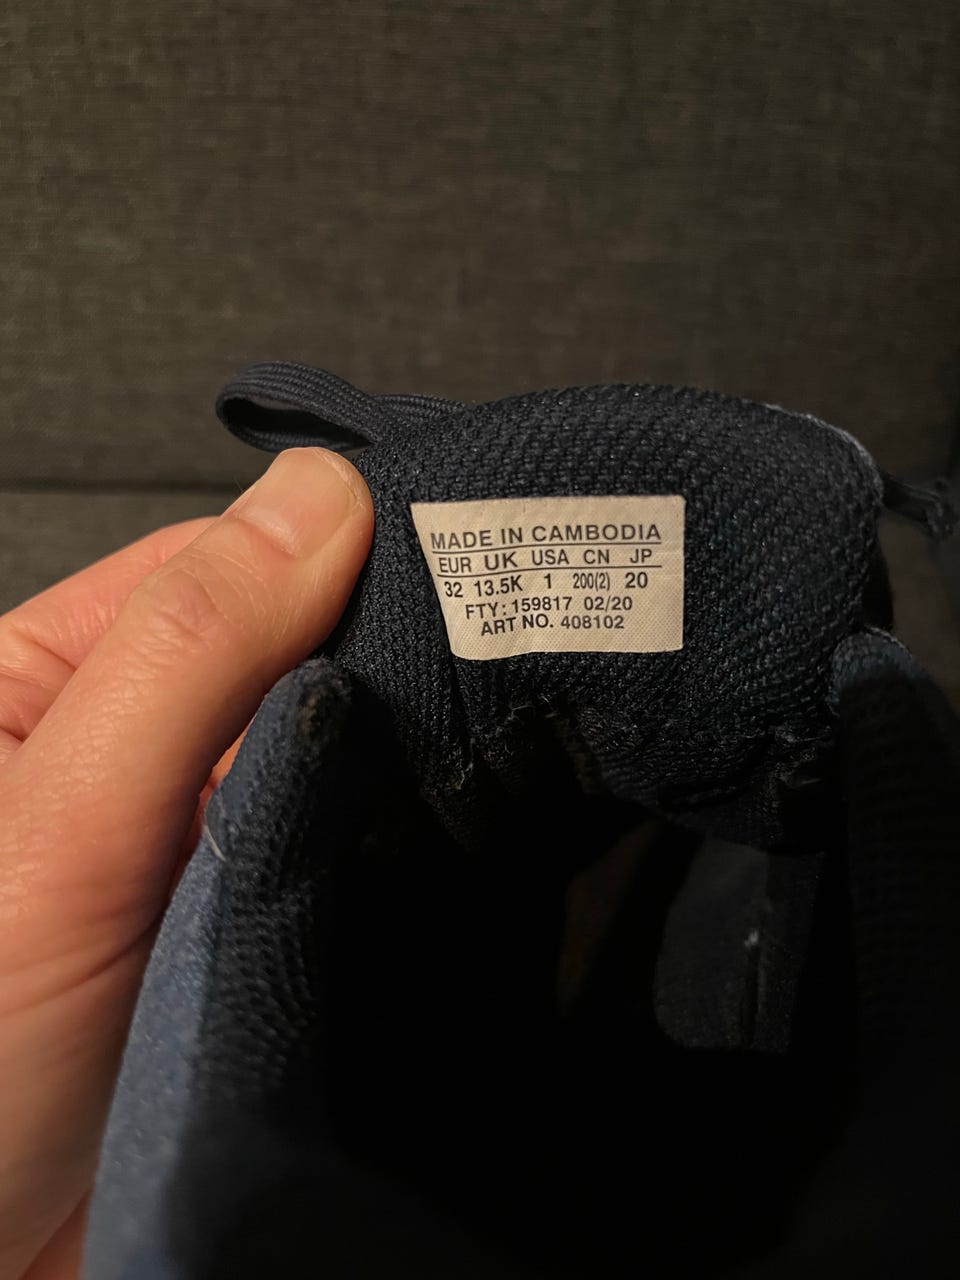 MADE IN CAMBODIA
EUR UK USA CN JP
32 13.5K 1 200(2) 20
FTY: 159817 02/20
ART NO. 408102